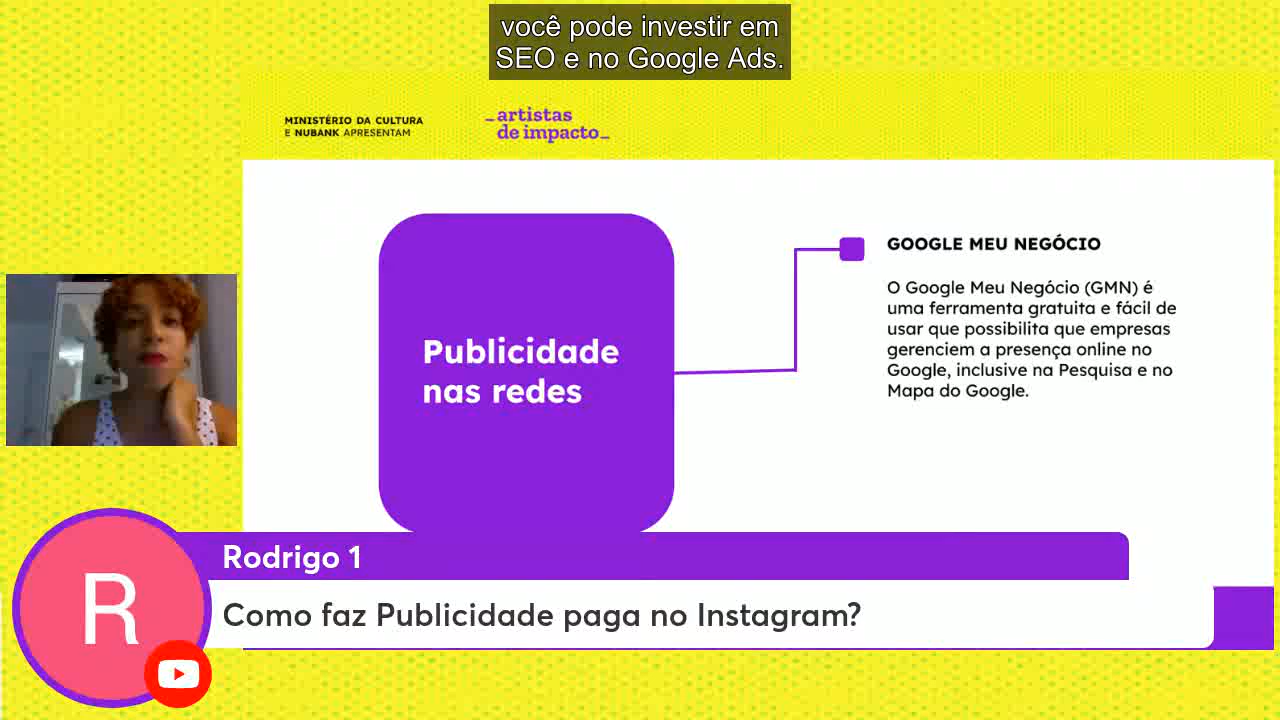 você pode investir em
SEO e no Google Ads.
MINISTÉRIO DA CULTURA
E NUBANK APRESENTAM
_artistas
de impacto_
Publicidade
nas redes
GOOGLE MEU NEGÓCIO
O Google Meu Negócio (GMN) é
uma ferramenta gratuita e fácil de
usar que possibilita que empresas
gerenciem a presença online no
Google, inclusive na Pesquisa e no
Mapa do Google.
R
Rodrigo 1
Como faz Publicidade paga no Instagram?